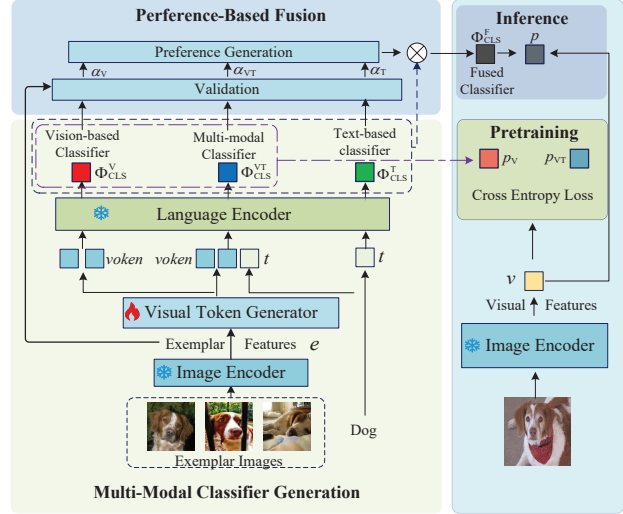 Perference-Based Fusion
Preference Generation
α_V
α_VT
α_T
Validation
Vision-based
Classifier
Φ^V_CLS
Multi-modal
Classifier
Φ^VT_CLS
Text-based
classifier
Φ^T_CLS
Language Encoder
voken
voken
t
t
Visual Token Generator
Exemplar Features e
Image Encoder
Exemplar Images
Dog
Multi-Modal Classifier Generation
Inference
Φ^F_CLS
p
Fused
Classifier
Pretraining
p_V
p_VT
Cross Entropy Loss
v
Visual Features
Image Encoder